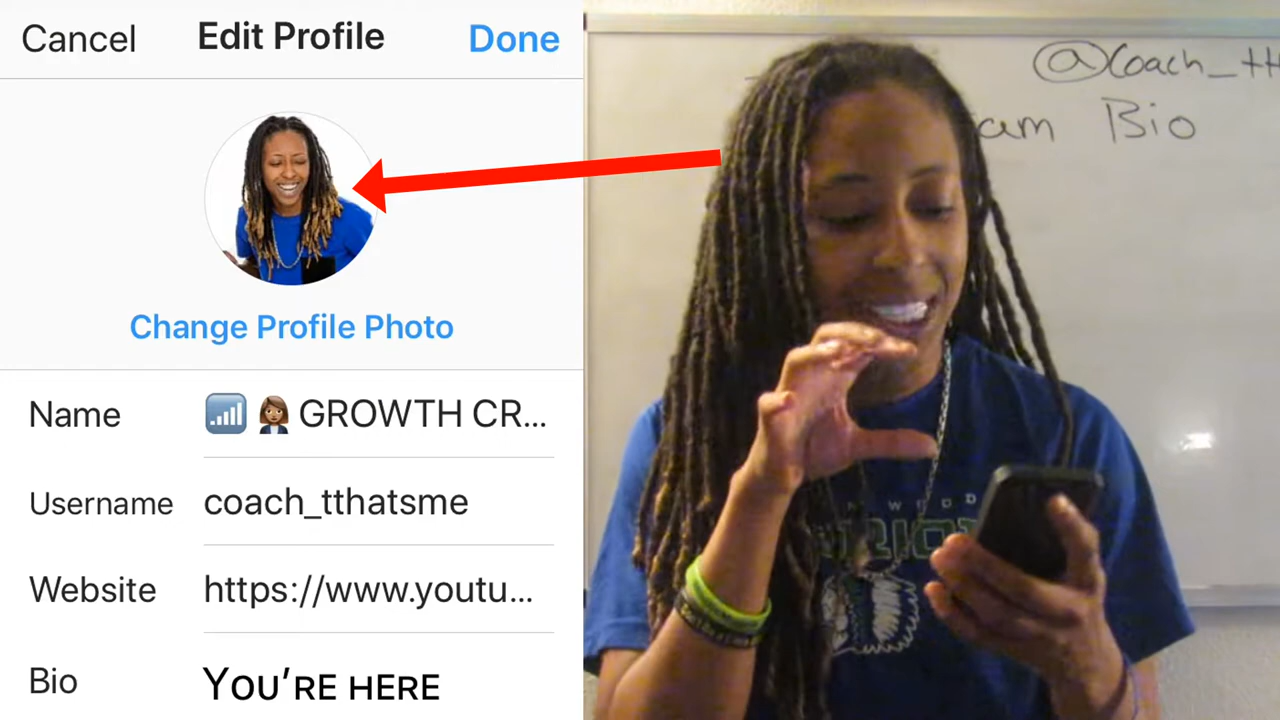 Cancel Edit Profile Done
Change Profile Photo
Name GROWTH CR...
Username coach_tthatsme
Website https://www.youtu...
Bio You’re here
@Coach_tt
am Bio